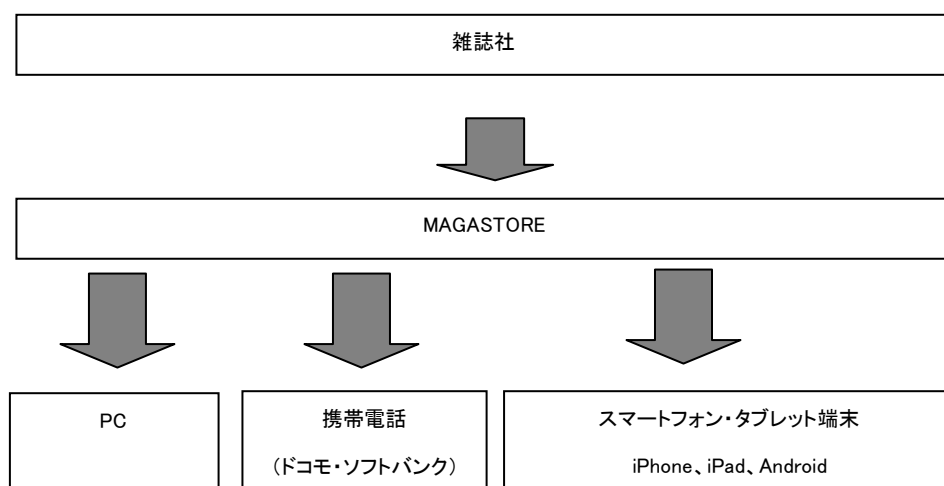 雑誌社
MAGASTORE
PC
携帯電話
(ドコモ・ソフトバンク)
スマートフォン・タブレット端末
iPhone、iPad、Android